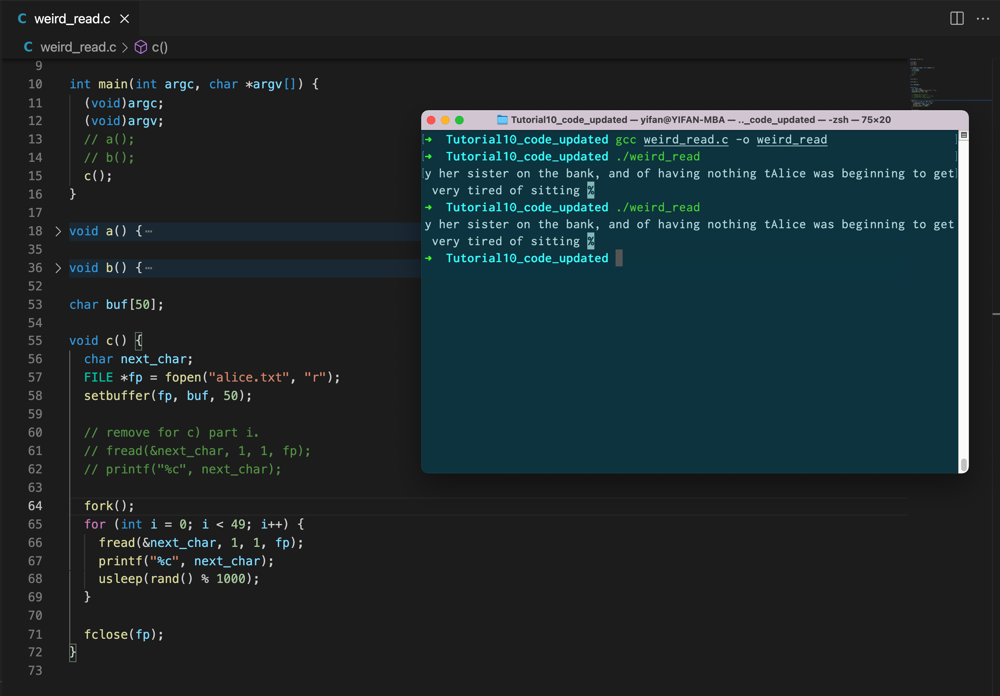 C weird_read.c ×
C weird_read.c > c()
9
10 int main(int argc, char *argv[]) {
11 (void)argc;
12 (void)argv;
13 // a();
14 // b();
15 c();
16 }
17
18 > void a() {⋯
35
36 > void b() {⋯
52
53 char buf[50];
54
55 void c() {
56 char next_char;
57 FILE *fp = fopen("alice.txt", "r");
58 setbuffer(fp, buf, 50);
59
60 // remove for c) part i.
61 // fread(&next_char, 1, 1, fp);
62 // printf("%c", next_char);
63
64 fork();
65 for (int i = 0; i < 49; i++) {
66 fread(&next_char, 1, 1, fp);
67 printf("%c", next_char);
68 usleep(rand() % 1000);
69 }
70
71 fclose(fp);
72 }
73
Tutorial10_code_updated — yifan@YIFAN-MBA — .._code_updated — -zsh — 75×20
[➜ Tutorial10_code_updated gcc weird_read.c -o weird_read ]
[➜ Tutorial10_code_updated ./weird_read ]
[y her sister on the bank, and of having nothing tAlice was beginning to get]
very tired of sitting %
➜ Tutorial10_code_updated ./weird_read
y her sister on the bank, and of having nothing tAlice was beginning to get
very tired of sitting %
➜ Tutorial10_code_updated